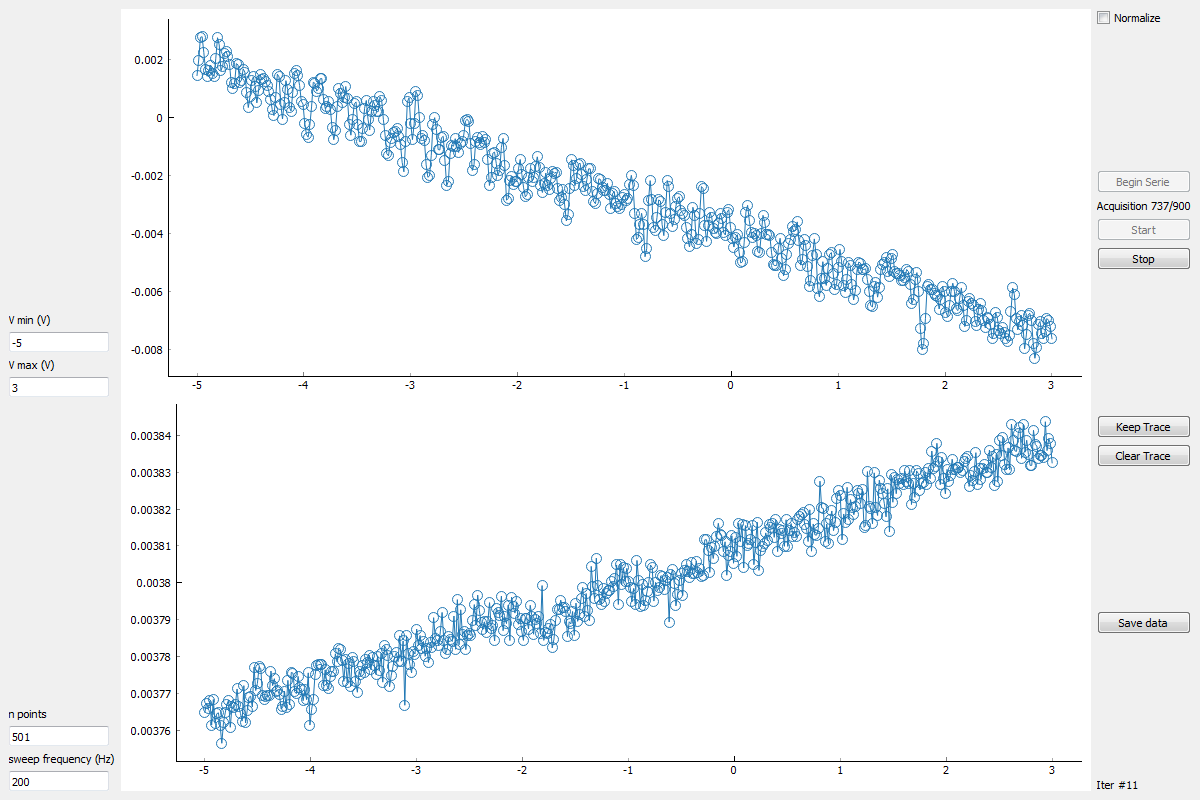 Normalize
0.002
0
-0.002
-0.004
-0.006
-0.008
-5 -4 -3 -2 -1 0 1 2 3
Begin Serie
Acquisition 737/900
Start
Stop
V min (V)
-5
V max (V)
3
0.00384
0.00383
0.00382
0.00381
0.0038
0.00379
0.00378
0.00377
0.00376
-5 -4 -3 -2 -1 0 1 2 3
Keep Trace
Clear Trace
Save data
n points
501
sweep frequency (Hz)
200
Iter #11